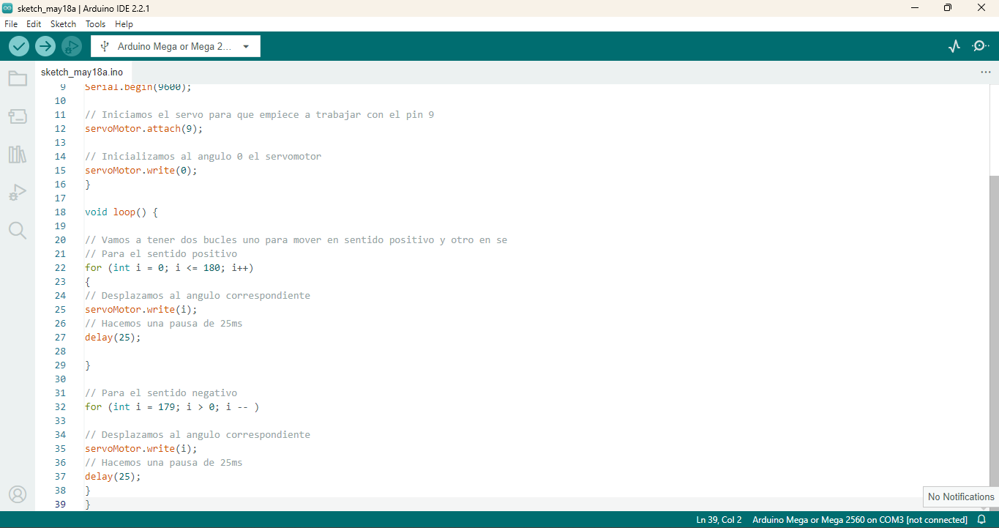 sketch_may18a | Arduino IDE 2.2.1
File Edit Sketch Tools Help
Arduino Mega or Mega 2...
sketch_may18a.ino
9 Serial.begin(9600);
10
11 // Iniciamos el servo para que empiece a trabajar con el pin 9
12 servoMotor.attach(9);
13
14 // Inicializamos al angulo 0 el servomotor
15 servoMotor.write(0);
16 }
17
18 void loop() {
19
20 // Vamos a tener dos bucles uno para mover en sentido positivo y otro en se
21 // Para el sentido positivo
22 for (int i = 0; i <= 180; i++)
23 {
24 // Desplazamos al angulo correspondiente
25 servoMotor.write(i);
26 // Hacemos una pausa de 25ms
27 delay(25);
28
29 }
30
31 // Para el sentido negativo
32 for (int i = 179; i > 0; i -- )
33
34 // Desplazamos al angulo correspondiente
35 servoMotor.write(i);
36 // Hacemos una pausa de 25ms
37 delay(25);
38 }
39 }
No Notifications
Ln 39, Col 2 Arduino Mega or Mega 2560 on COM3 [not connected]